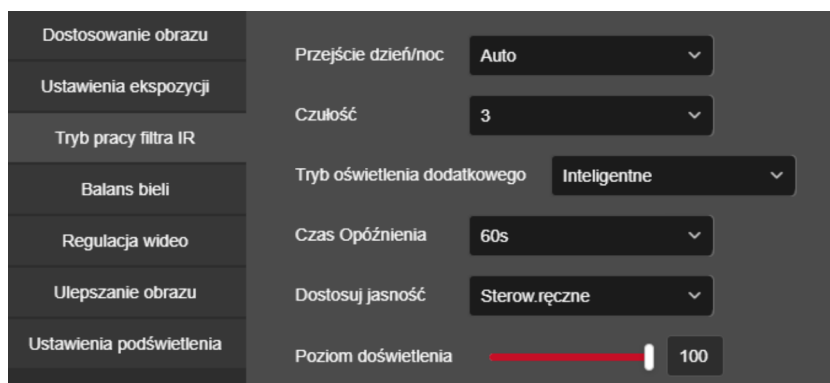 Dostosowanie obrazu
Ustawienia ekspozycji
Tryb pracy filtra IR
Balans bieli
Regulacja wideo
Ulepszanie obrazu
Ustawienia podświetlenia
Przejście dzień/noc Auto
Czułość 3
Tryb oświetlenia dodatkowego Inteligentne
Czas Opóźnienia 60s
Dostosuj jasność Sterow.ręczne
Poziom doświetlenia 100